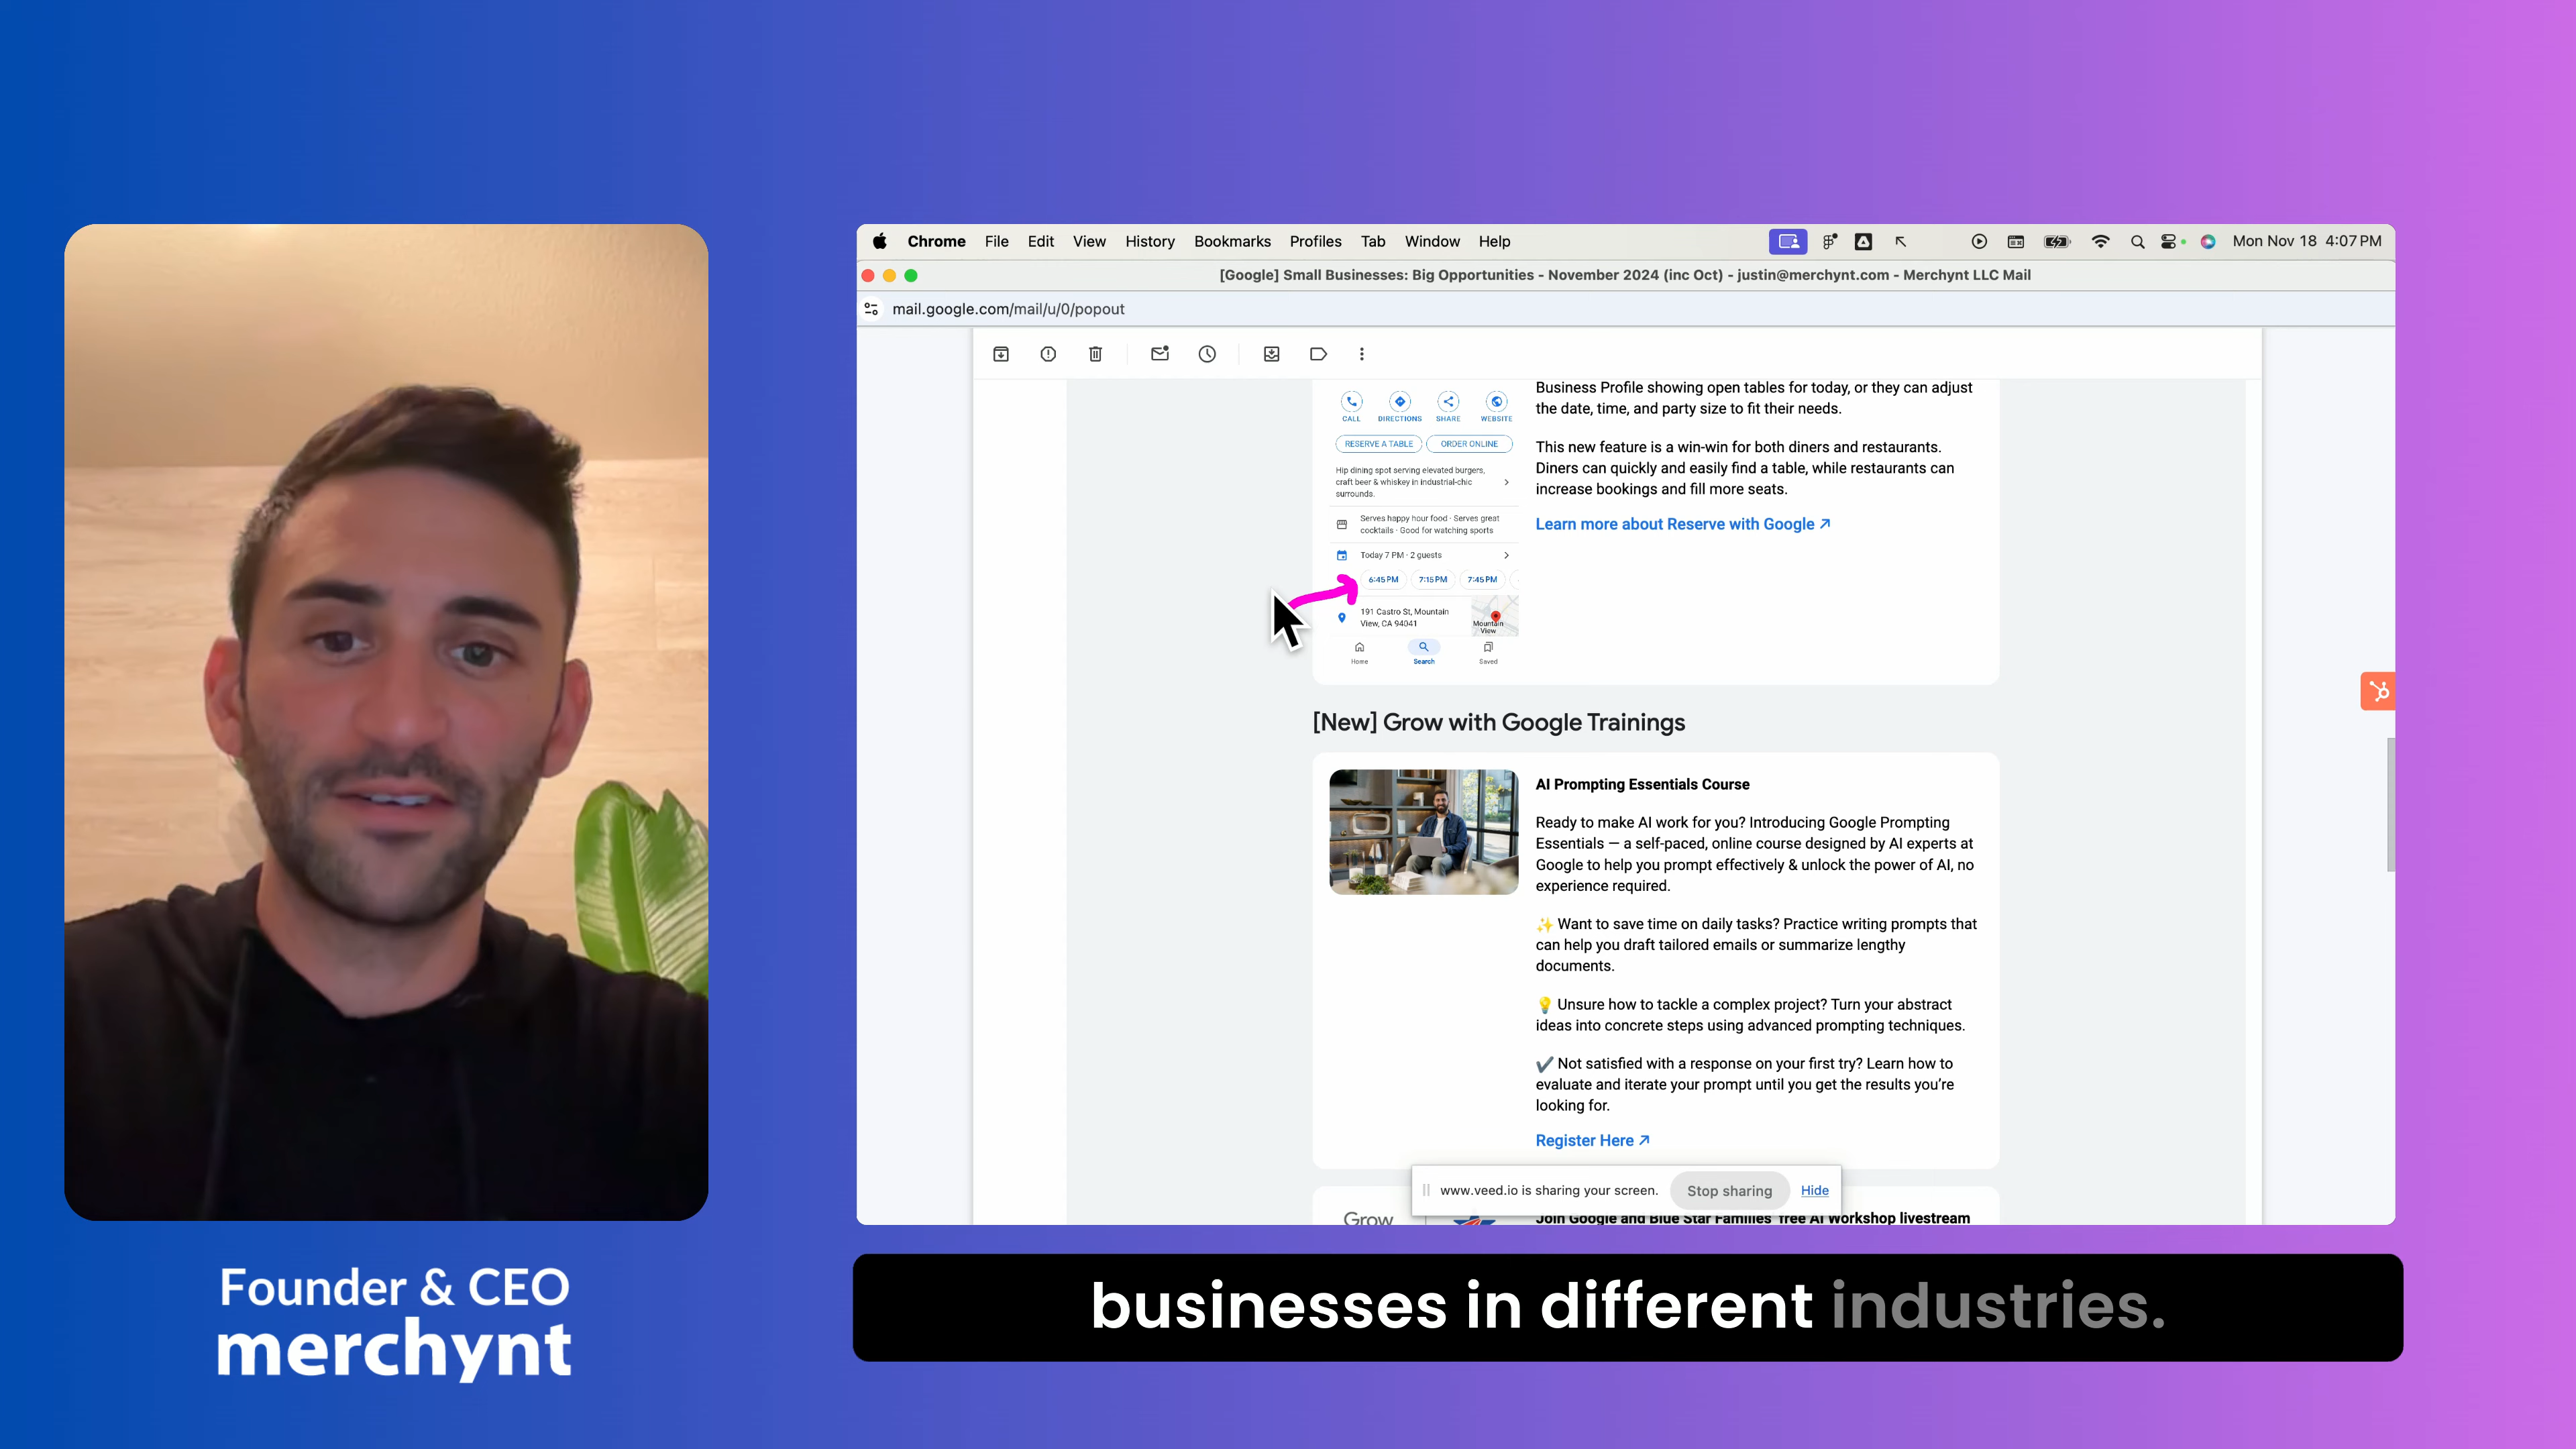 Chrome File Edit View History Bookmarks Profiles Tab Window Help Mon Nov 18 4:07 PM
[Google] Small Businesses: Big Opportunities - November 2024 (inc Oct) - justin@merchynt.com - Merchynt LLC Mail
mail.google.com/mail/u/0/popout
CALL DIRECTIONS SHARE WEBSITE
RESERVE A TABLE ORDER ONLINE
Hip dining spot serving elevated burgers,
craft beer & whiskey in industrial-chic
surrounds.
Serves happy hour food · Serves great
cocktails · Good for watching sports
Today 7 PM · 2 guests
6:45 PM 7:15 PM 7:45 PM
191 Castro St, Mountain
View, CA 94041
Mountain
View
Home Search Saved
Business Profile showing open tables for today, or they can adjust
the date, time, and party size to fit their needs.
This new feature is a win-win for both diners and restaurants.
Diners can quickly and easily find a table, while restaurants can
increase bookings and fill more seats.
Learn more about Reserve with Google ↗
[New] Grow with Google Trainings
AI Prompting Essentials Course
Ready to make AI work for you? Introducing Google Prompting
Essentials — a self-paced, online course designed by AI experts at
Google to help you prompt effectively & unlock the power of AI, no
experience required.
✨ Want to save time on daily tasks? Practice writing prompts that
can help you draft tailored emails or summarize lengthy
documents.
💡 Unsure how to tackle a complex project? Turn your abstract
ideas into concrete steps using advanced prompting techniques.
✔️ Not satisfied with a response on your first try? Learn how to
evaluate and iterate your prompt until you get the results you're
looking for.
Register Here ↗
www.veed.io is sharing your screen. Stop sharing Hide
Grow
Join Google and Blue Star Families' free AI Workshop livestream
businesses in different industries.
Founder & CEO
merchynt